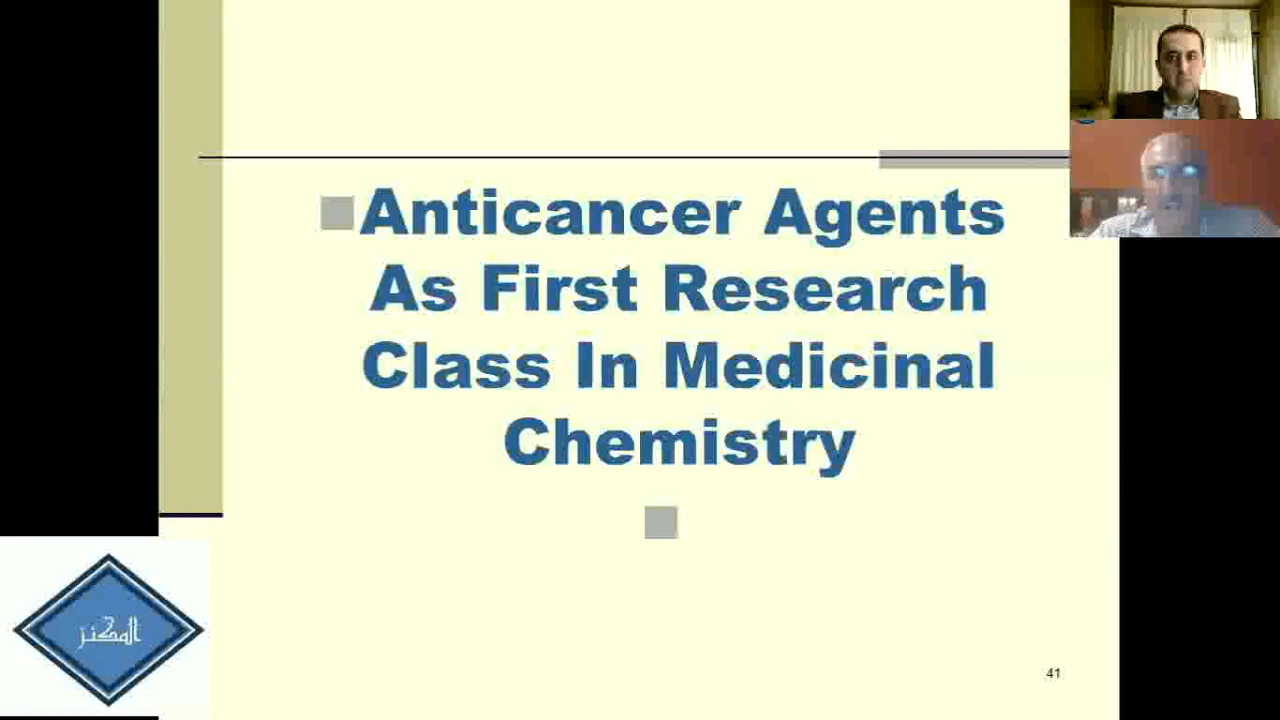 Anticancer Agents
As First Research
Class In Medicinal
Chemistry
المكنز
41